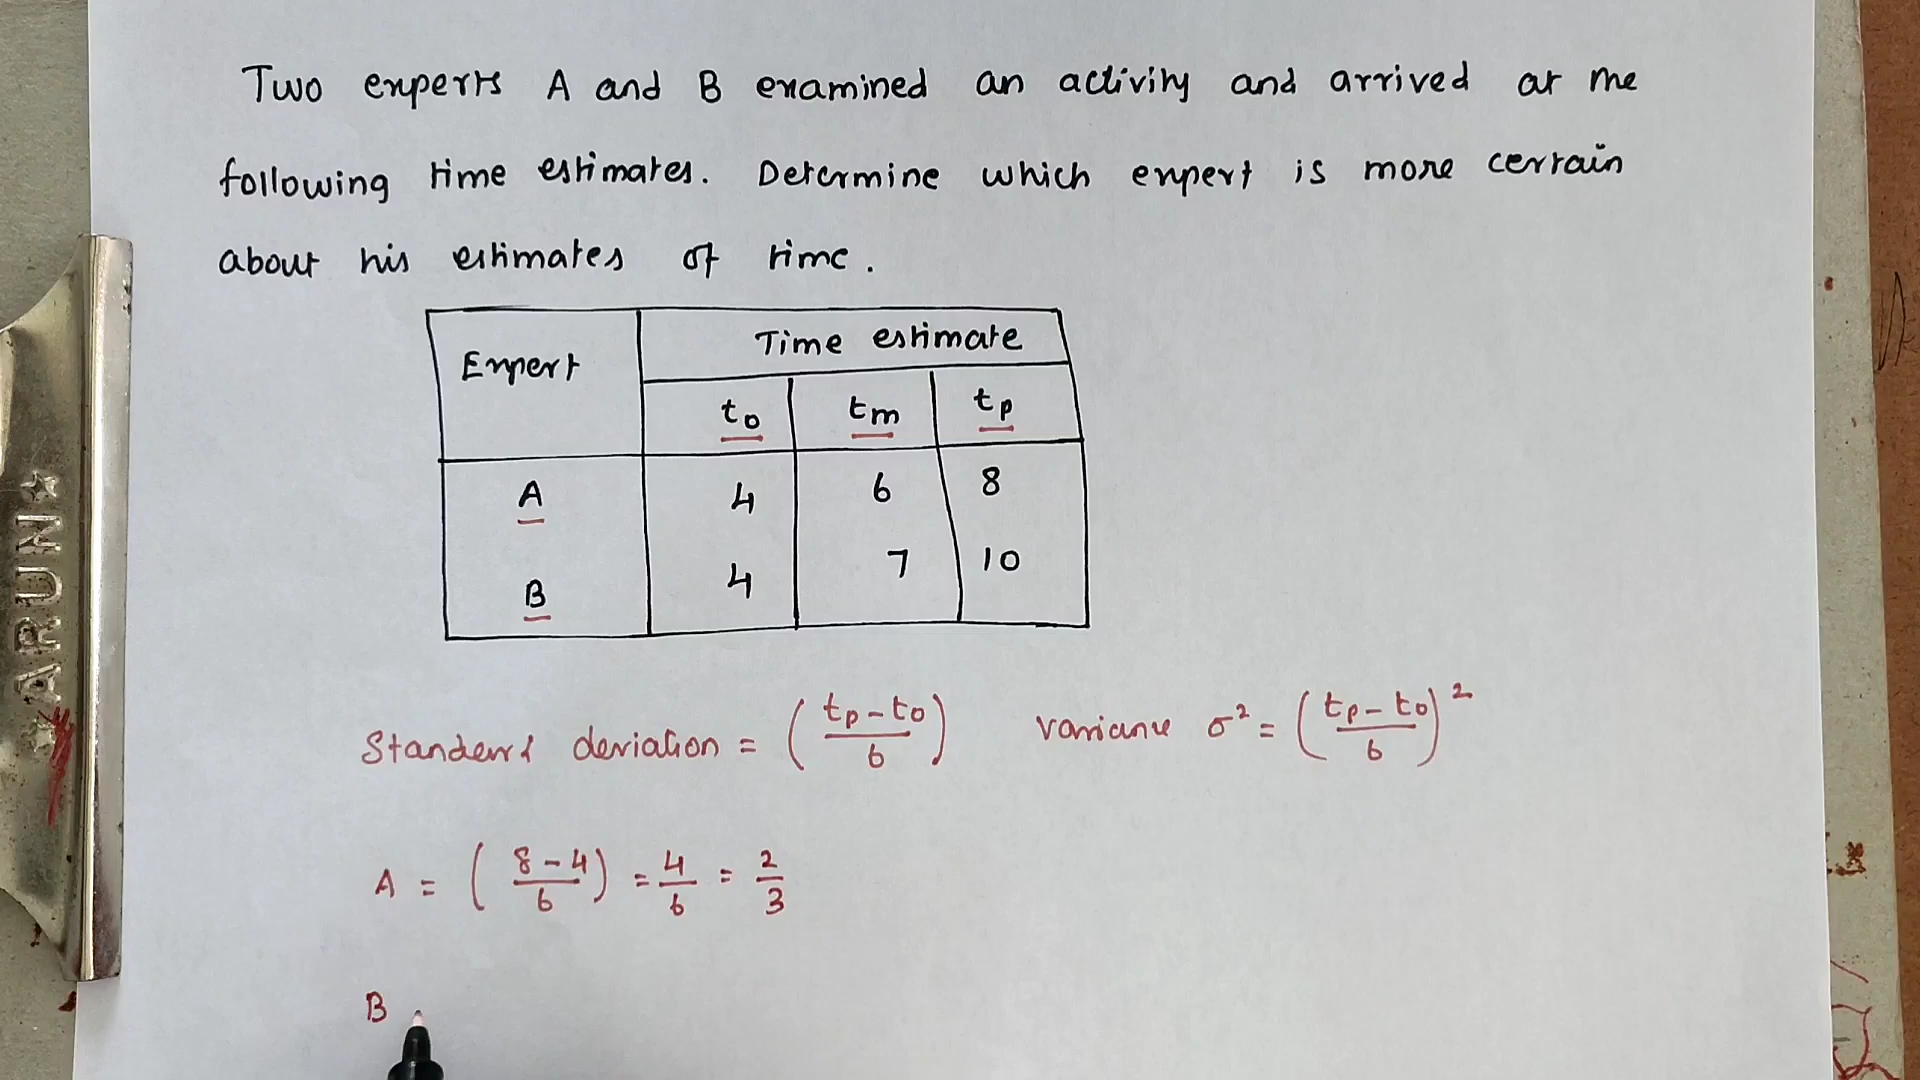 Two experts A and B examined an activity and arrived at the
following time estimates. Determine which expert is more certain
about his estimates of time.
Expert
Time estimate
to tm tp
A 4 6 8
B 4 7 10
Standard deviation = (tp-to/6) Variance σ² = (tp-to/6)²
A = (8-4/6) = 4/6 = 2/3
B
ARUN